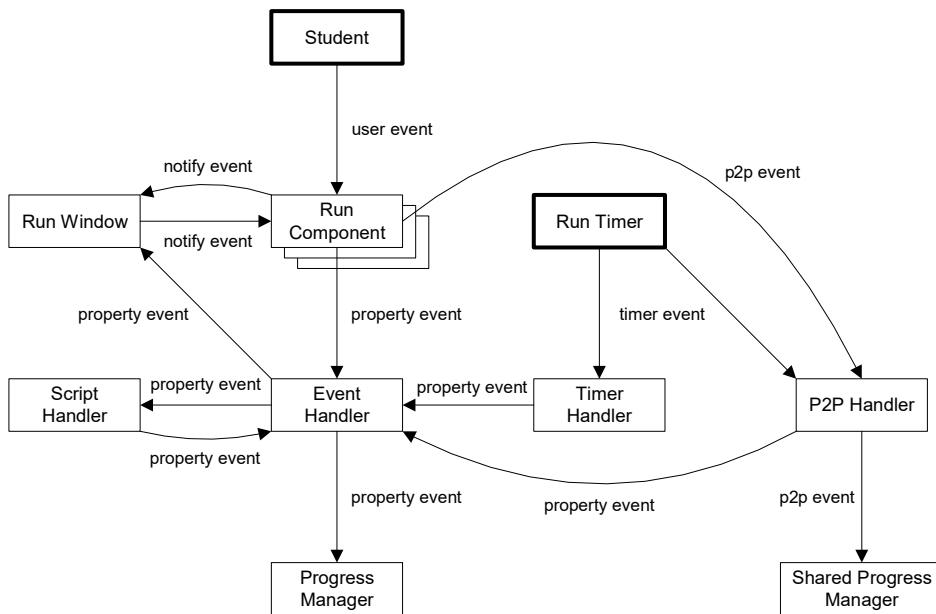 Student
user event
notify event
p2p event
Run Window
Run
Component
Run Timer
notify event
property event
property event
timer event
Script
Handler
property event
Event
Handler
property event
Timer
Handler
P2P Handler
property event
property event
property event
p2p event
Progress
Manager
Shared Progress
Manager